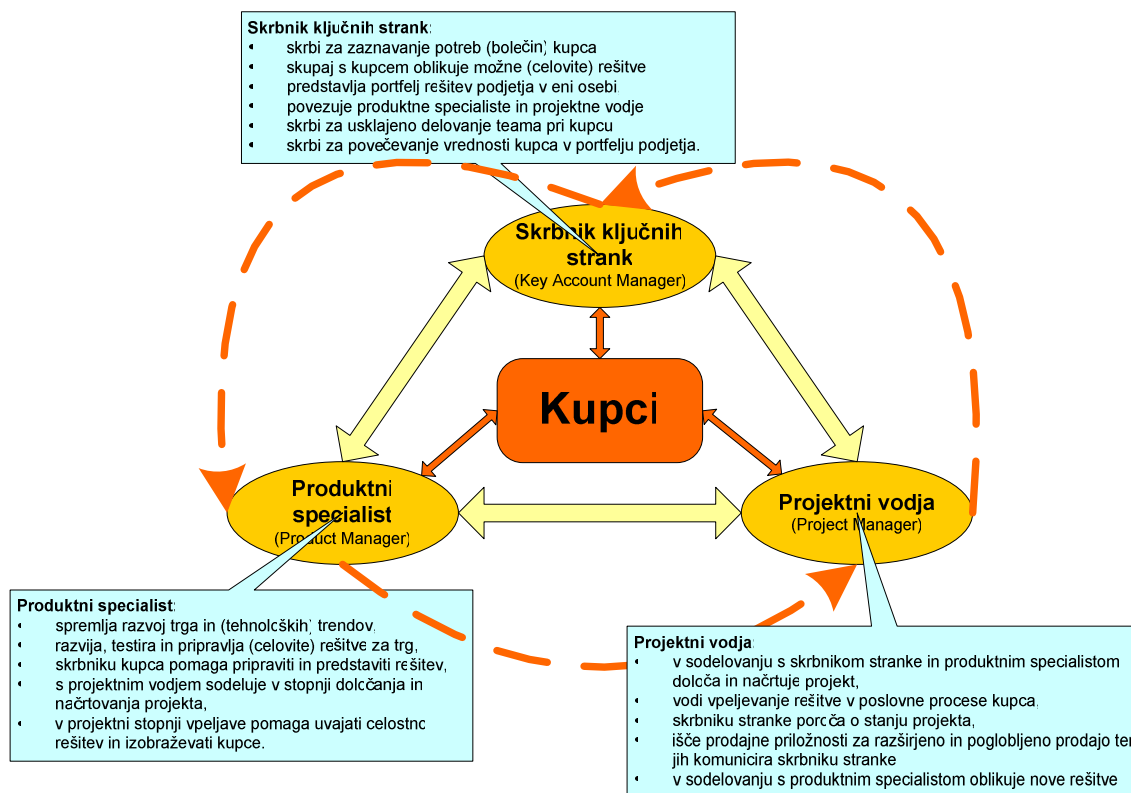 Skrbnik ključnih strank:
• skrbi za zaznavanje potreb (bolečin) kupca
• skupaj s kupcem oblikuje možne (celovite) rešitve
• predstavlja portfelj rešitev podjetja v eni osebi
• povezuje produktne specialiste in projektne vodje
• skrbi za usklajeno delovanje teama pri kupcu
• skrbi za povečevanje vrednosti kupca v portfelju podjetja.
Skrbnik ključnih
strank
(Key Account Manager)
Kupci
Produktni
specialist
(Product Manager)
Projektni vodja
(Project Manager)
Produktni specialist:
• spremlja razvoj trga in (tehnoloških) trendov,
• razvija, testira in pripravlja (celovite) rešitve za trg,
• skrbniku kupca pomaga pripraviti in predstaviti rešitev,
• s projektnim vodjem sodeluje v stopnji določanja in
načrtovanja projekta,
• v projektni stopnji vpeljave pomaga uvajati celostno
rešitev in izobraževati kupce.
Projektni vodja:
• v sodelovanju s skrbnikom stranke in produktnim specialistom
določa in načrtuje projekt,
• vodi vpeljevanje rešitve v poslovne procese kupca,
• skrbniku stranke poroča o stanju projekta,
• išče prodajne priložnosti za razširjeno in poglobljeno prodajo ter
jih komunicira skrbniku stranke
• v sodelovanju s produktnim specialistom oblikuje nove rešitve